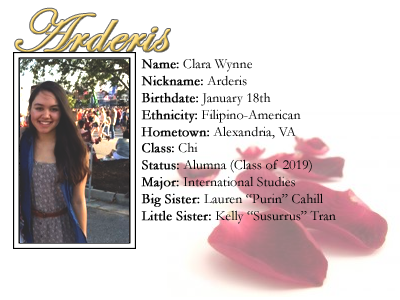 Arderis
Name: Clara Wynne
Nickname: Arderis
Birthdate: January 18th
Ethnicity: Filipino-American
Hometown: Alexandria, VA
Class: Chi
Status: Alumna (Class of 2019)
Major: International Studies
Big Sister: Lauren “Purin” Cahill
Little Sister: Kelly “Susurrus” Tran